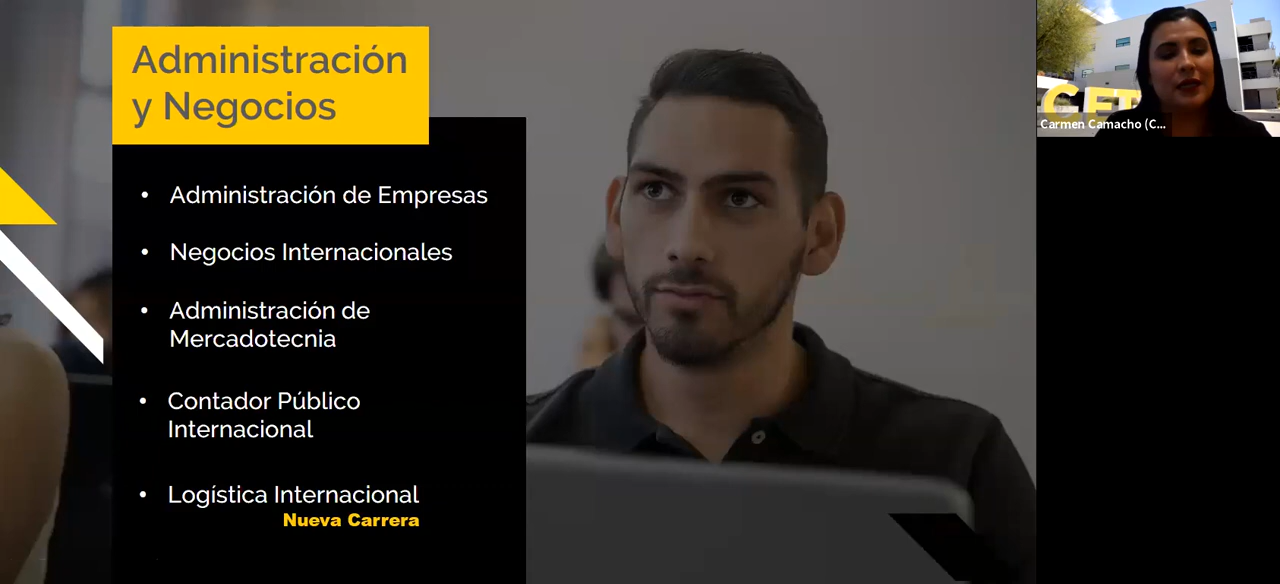 Administración
y Negocios
• Administración de Empresas
• Negocios Internacionales
• Administración de
Mercadotecnia
• Contador Público
Internacional
• Logística Internacional
Nueva Carrera
CET
Carmen Camacho (C...